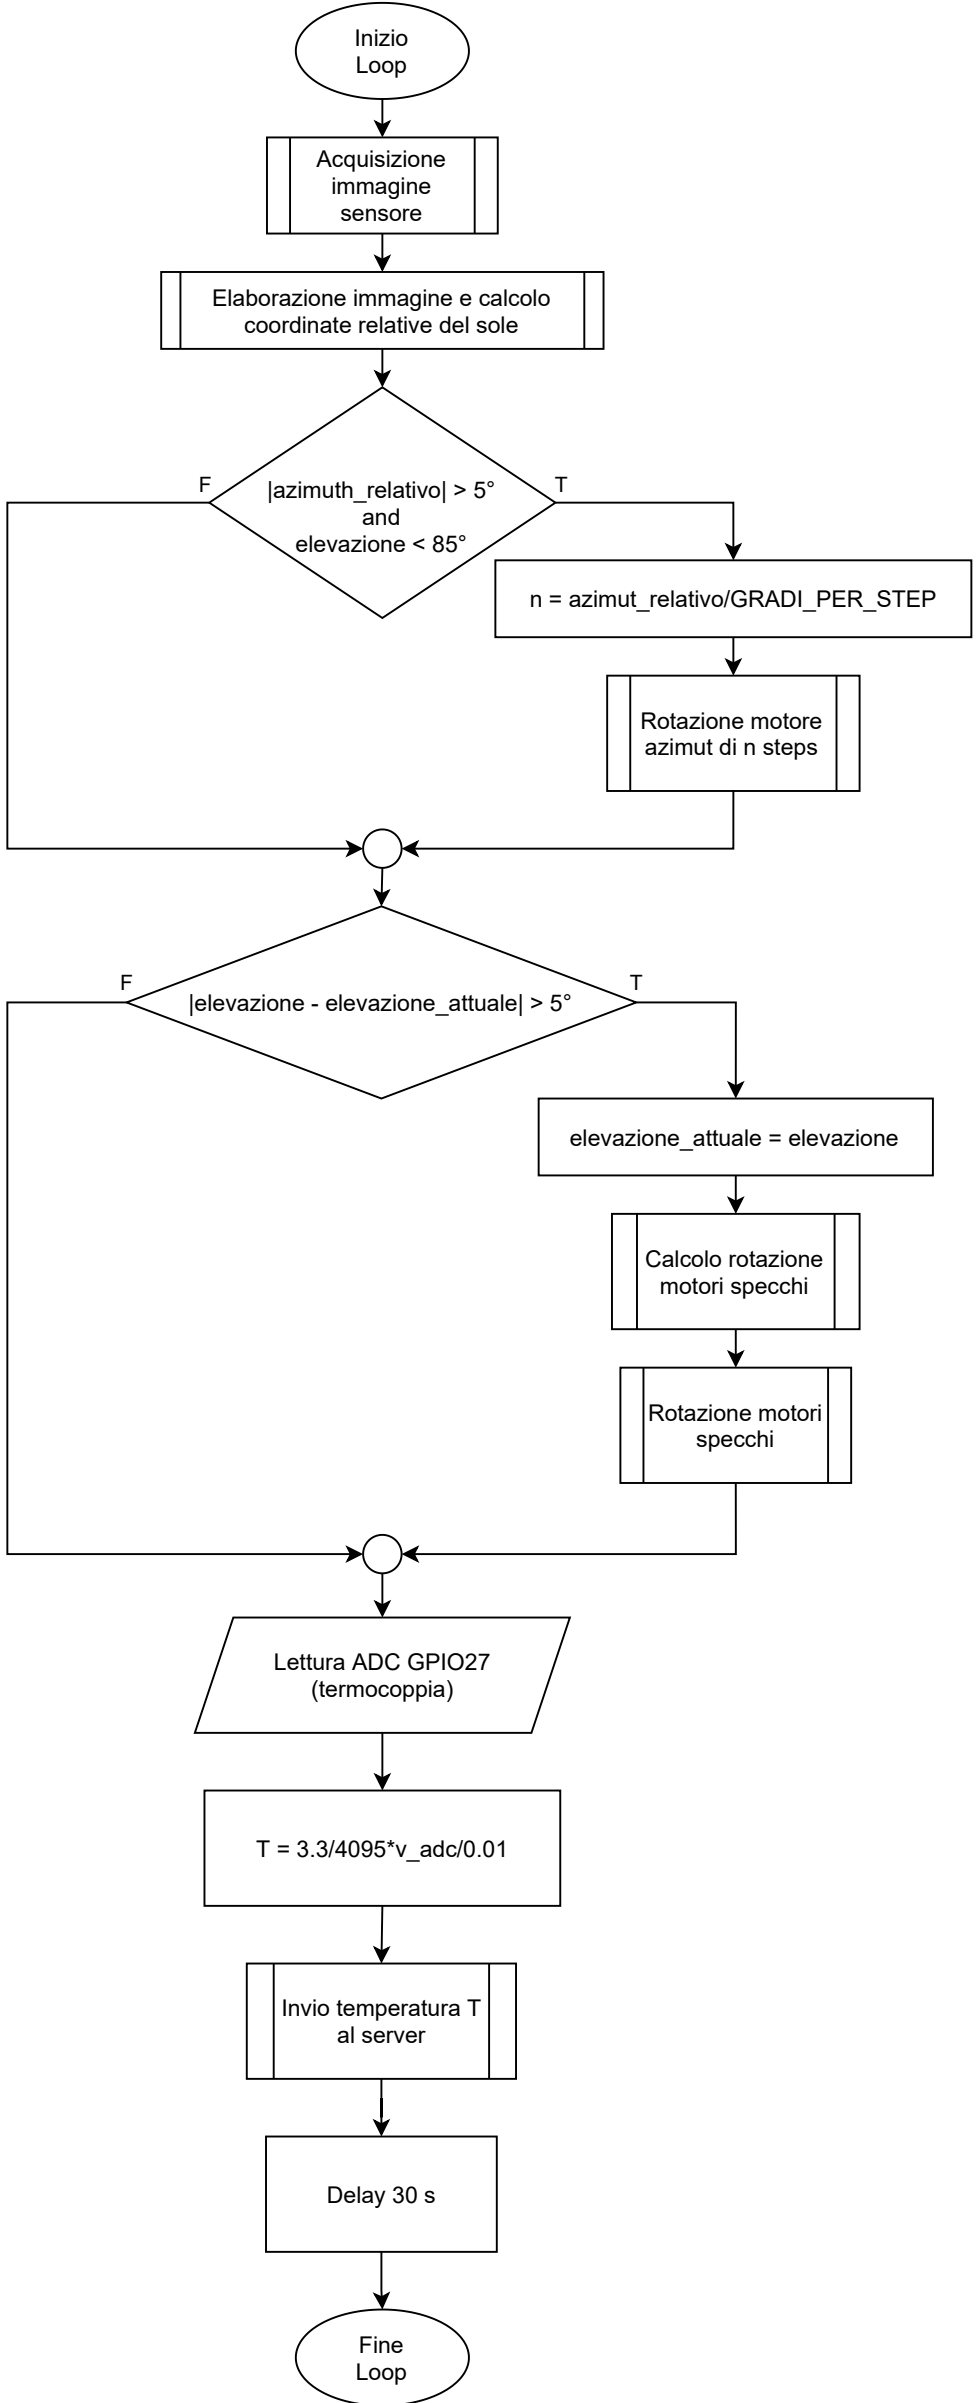 Inizio
Loop
Acquisizione
immagine
sensore
Elaborazione immagine e calcolo
coordinate relative del sole
F
T
|azimuth_relativo| > 5°
and
elevazione < 85°
n = azimut_relativo/GRADI_PER_STEP
Rotazione motore
azimut di n steps
F
T
|elevazione - elevazione_attuale| > 5°
elevazione_attuale = elevazione
Calcolo rotazione
motori specchi
Rotazione motori
specchi
Lettura ADC GPIO27
(termocoppia)
T = 3.3/4095*v_adc/0.01
Invio temperatura T
al server
Delay 30 s
Fine
Loop